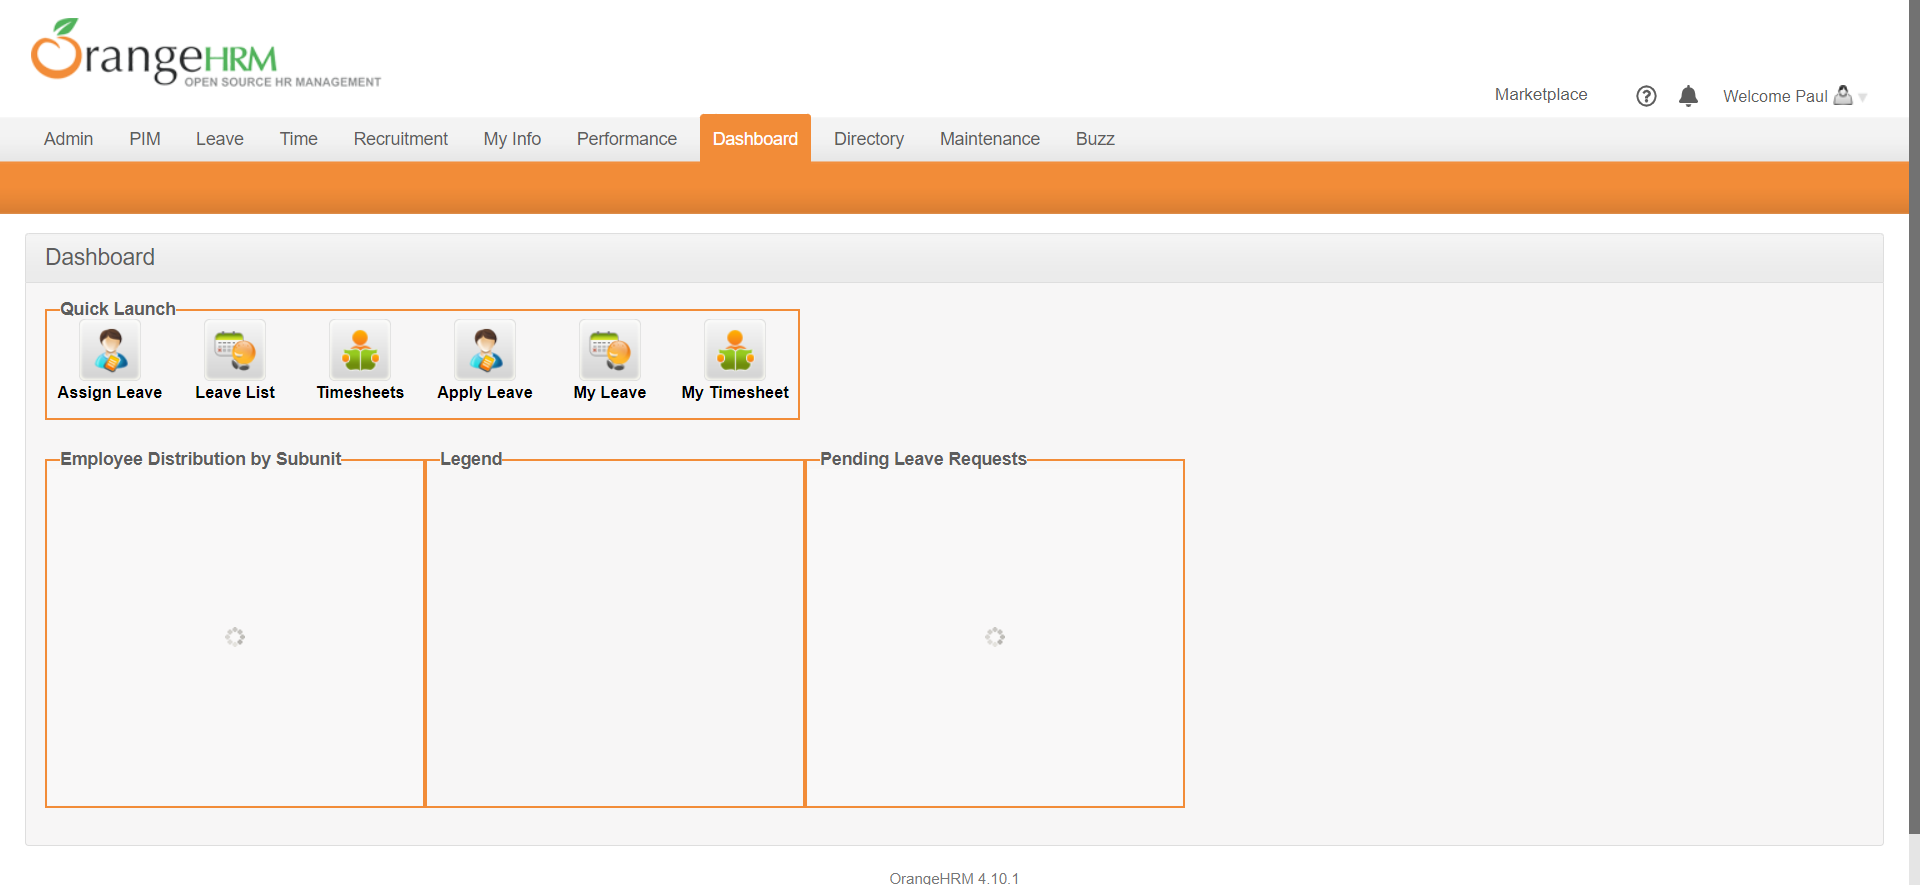 OrangeHRM
OPEN SOURCE HR MANAGEMENT
Marketplace
Welcome Paul
Admin PIM Leave Time Recruitment My Info Performance Dashboard Directory Maintenance Buzz
Dashboard
Quick Launch
Assign Leave Leave List Timesheets Apply Leave My Leave My Timesheet
Employee Distribution by Subunit Legend Pending Leave Requests
OrangeHRM 4.10.1